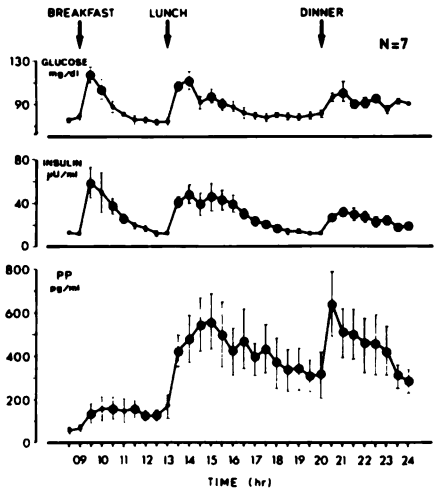 BREAKFAST LUNCH DINNER
N=7
130
GLUCOSE
mg/dl
90
80
INSULIN
µU/ml
40
0
800
PP
pg/ml
600
400
200
0
09 10 11 12 13 14 15 16 17 18 19 20 21 22 23 24
TIME (hr)